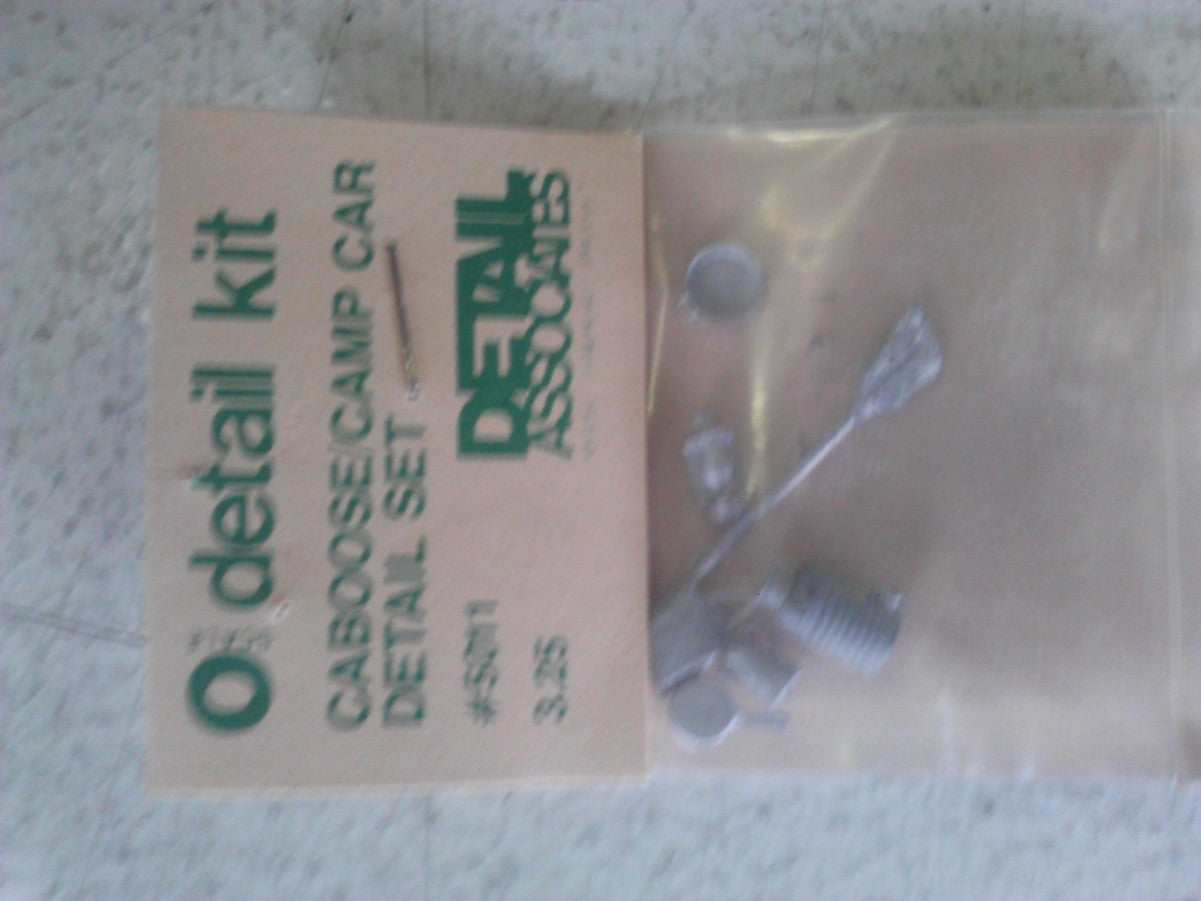 O detail kit
CABOOSE/CAMP CAR
DETAIL SET
#5011
3.25
DETAIL
ASSOCIATES